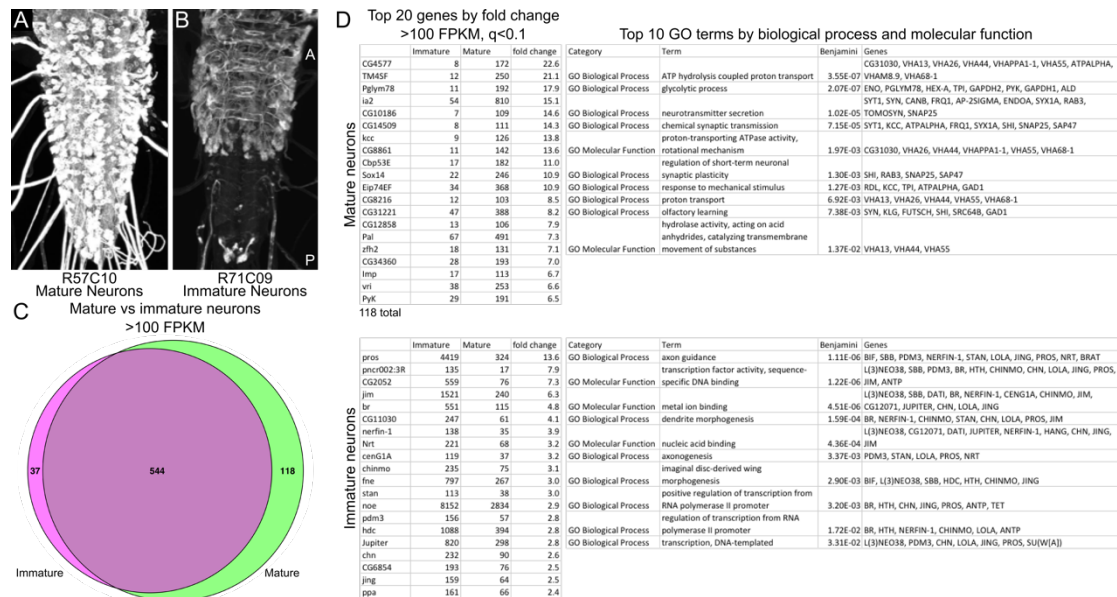 A
B
A
P
R57C10
Mature Neurons
R71C09
Immature Neurons
C
Mature vs immature neurons
>100 FPKM
37
544
118
Immature
Mature
D
Top 20 genes by fold change
>100 FPKM, q<0.1
Top 10 GO terms by biological process and molecular function
Mature neurons
Immature Mature fold change
CG4577 8 172 22.6
TM4SF 12 250 21.1
Pglym78 11 192 17.9
ia2 54 810 15.1
CG10186 7 109 14.6
CG14509 8 111 14.3
kcc 9 126 13.8
CG8861 11 142 13.6
Cbp53E 17 182 11.0
Sox14 22 246 10.9
Eip74EF 34 368 10.9
CG8216 12 103 8.5
CG31221 47 388 8.2
CG12858 13 106 7.9
Pal 67 491 7.3
zfh2 18 131 7.1
CG34360 28 193 7.0
Imp 17 113 6.7
vri 38 253 6.6
PyK 29 191 6.5
118 total
Category Term Benjamini Genes
CG31030, VHA13, VHA26, VHA44, VHAPPA1-1, VHA55, ATPALPHA,
GO Biological Process ATP hydrolysis coupled proton transport 3.55E-07 VHAM8.9, VHA68-1
GO Biological Process glycolytic process 2.07E-07 ENO, PGLYM78, HEX-A, TPI, GAPDH2, PYK, GAPDH1, ALD
SYT1, SYN, CANB, FRQ1, AP-2SIGMA, ENDOA, SYX1A, RAB3,
GO Biological Process neurotransmitter secretion 1.02E-05 TOMOSYN, SNAP25
GO Biological Process chemical synaptic transmission 7.15E-05 SYT1, KCC, ATPALPHA, FRQ1, SYX1A, SHI, SNAP25, SAP47
proton-transporting ATPase activity,
GO Molecular Function rotational mechanism 1.97E-03 CG31030, VHA26, VHA44, VHAPPA1-1, VHA55, VHA68-1
regulation of short-term neuronal
GO Biological Process synaptic plasticity 1.30E-03 SHI, RAB3, SNAP25, SAP47
GO Biological Process response to mechanical stimulus 1.27E-03 RDL, KCC, TPI, ATPALPHA, GAD1
GO Biological Process proton transport 6.92E-03 VHA13, VHA26, VHA44, VHA55, VHA68-1
GO Biological Process olfactory learning 7.38E-03 SYN, KLG, FUTSCH, SHI, SRC64B, GAD1
hydrolase activity, acting on acid
anhydrides, catalyzing transmembrane
GO Molecular Function movement of substances 1.37E-02 VHA13, VHA44, VHA55
Immature neurons
Immature Mature fold change
pros 4419 324 13.6
pncr002:3R 135 17 7.9
CG2052 559 76 7.3
jim 1521 240 6.3
br 551 115 4.8
CG11030 247 61 4.1
nerfin-1 138 35 3.9
Nrt 221 68 3.2
cenG1A 119 37 3.2
chinmo 235 75 3.1
fne 797 267 3.0
stan 113 38 3.0
noe 8152 2834 2.9
pdm3 156 57 2.8
hdc 1088 394 2.8
Jupiter 820 298 2.8
chn 232 90 2.6
CG6854 193 76 2.5
jing 159 64 2.5
ppa 161 66 2.4
Category Term Benjamini Genes
GO Biological Process axon guidance 1.11E-06 BIF, SBB, PDM3, NERFIN-1, STAN, LOLA, JING, PROS, NRT, BRAT
transcription factor activity, sequence- L(3)NEO38, SBB, PDM3, BR, HTH, CHINMO, CHN, LOLA, JING, PROS,
GO Molecular Function specific DNA binding 1.22E-06 JIM, ANTP
L(3)NEO38, SBB, DATI, BR, NERFIN-1, CENG1A, CHINMO, JIM,
GO Molecular Function metal ion binding 4.51E-06 CG12071, JUPITER, CHN, LOLA, JING
GO Biological Process dendrite morphogenesis 1.59E-04 BR, NERFIN-1, CHINMO, STAN, CHN, LOLA, PROS, JIM
L(3)NEO38, CG12071, DATI, JUPITER, NERFIN-1, HANG, CHN, JING,
GO Molecular Function nucleic acid binding 4.36E-04 JIM
GO Biological Process axonogenesis 3.37E-03 PDM3, STAN, LOLA, PROS, NRT
imaginal disc-derived wing
GO Biological Process morphogenesis 2.90E-03 BIF, L(3)NEO38, SBB, HDC, HTH, CHINMO, JING
positive regulation of transcription from
GO Biological Process RNA polymerase II promoter 3.20E-03 BR, HTH, CHN, JING, PROS, ANTP, TET
regulation of transcription from RNA
GO Biological Process polymerase II promoter 1.72E-02 BR, HTH, NERFIN-1, CHINMO, LOLA, ANTP
GO Biological Process transcription, DNA-templated 3.31E-02 L(3)NEO38, PDM3, CHN, LOLA, JING, PROS, SU(W[A])